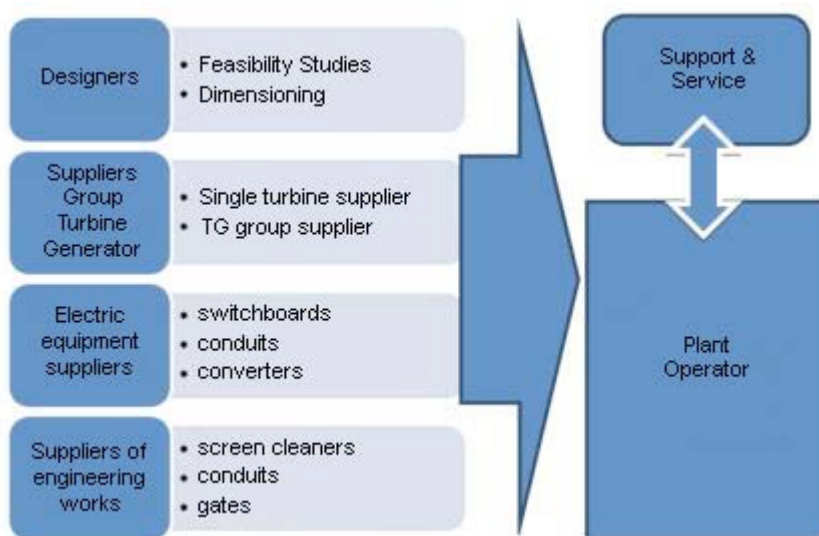 Designers
• Feasibility Studies
• Dimensioning
Suppliers
Group
Turbine
Generator
• Single turbine supplier
• TG group supplier
Electric
equipment
suppliers
• switchboards
• conduits
• converters
Suppliers of
engineering
works
• screen cleaners
• conduits
• gates
Support &
Service
Plant
Operator